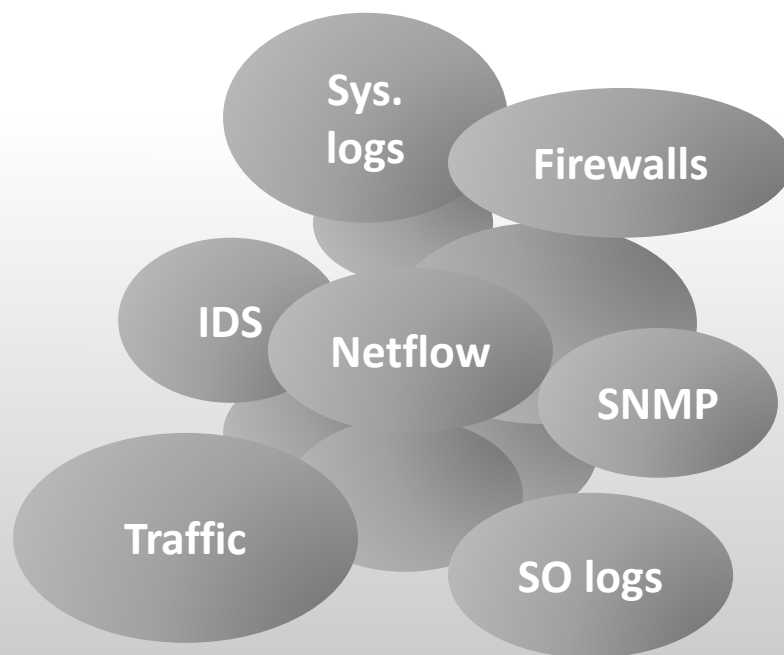 Sys.
logs
Firewalls
IDS
Netflow
SNMP
Traffic
SO logs